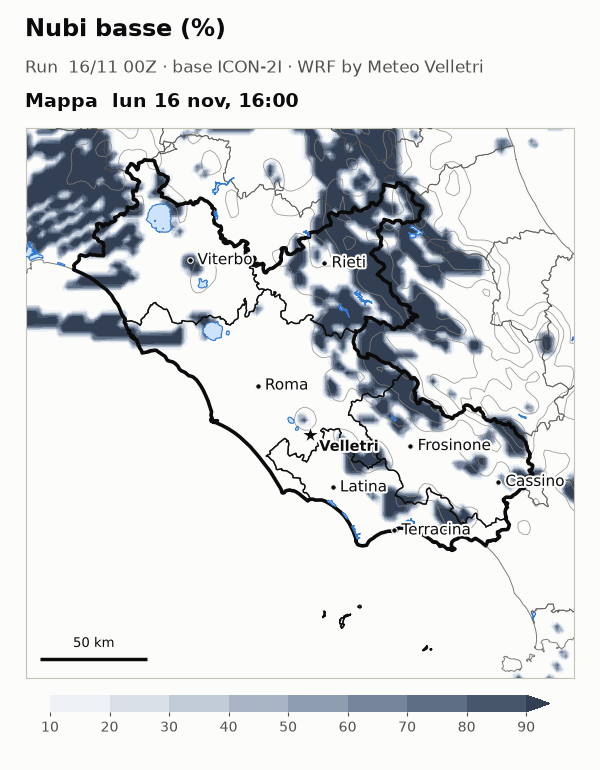 Nubi basse (%)
Run  16/11 00Z · base ICON-2I · WRF by Meteo Velletri
Mappa  lun 16 nov, 16:00
Viterbo
Rieti
Roma
Velletri
Frosinone
Latina
Cassino
Terracina
50 km
10 20 30 40 50 60 70 80 90